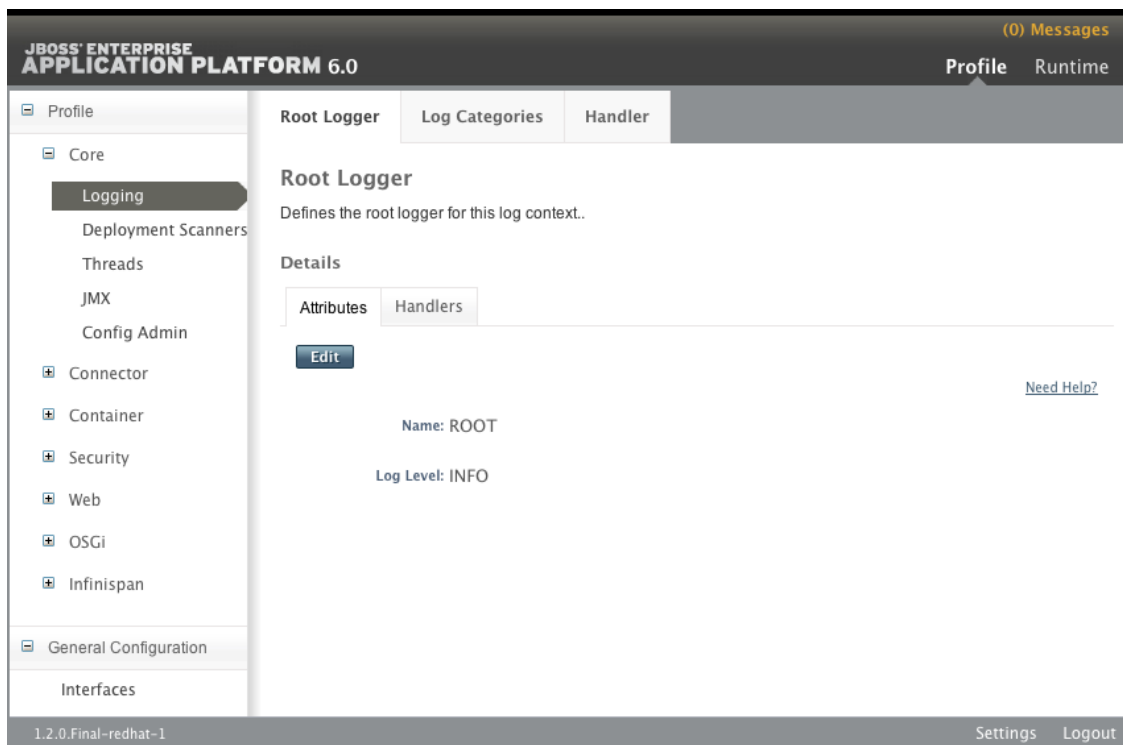 (0) Messages
JBOSS' ENTERPRISE
APPLICATION PLATFORM 6.0
Profile Runtime
Profile
Core
Logging
Deployment Scanners
Threads
JMX
Config Admin
Connector
Container
Security
Web
OSGi
Infinispan
General Configuration
Interfaces
Root Logger Log Categories Handler
Root Logger
Defines the root logger for this log context..
Details
Attributes Handlers
Edit
Need Help?
Name: ROOT
Log Level: INFO
1.2.0.Final-redhat-1
Settings Logout